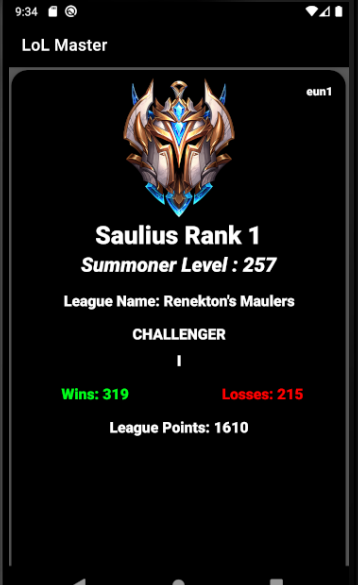 9:34
LoL Master
eun1
Saulius Rank 1
Summoner Level : 257
League Name: Renekton's Maulers
CHALLENGER
I
Wins: 319 Losses: 215
League Points: 1610